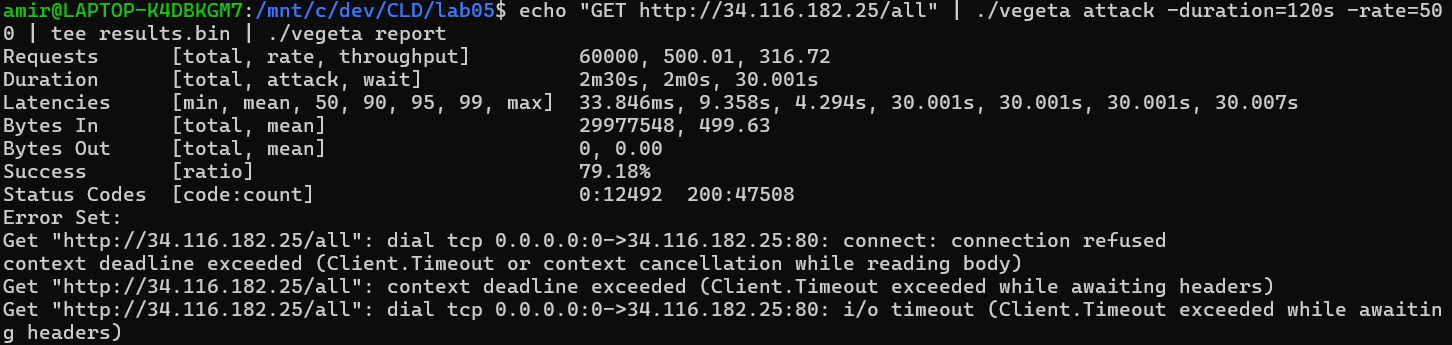 amir@LAPTOP-K4DBKGM7:/mnt/c/dev/CLD/lab05$ echo "GET http://34.116.182.25/all" | ./vegeta attack -duration=120s -rate=50
0 | tee results.bin | ./vegeta report
Requests      [total, rate, throughput]         60000, 500.01, 316.72
Duration      [total, attack, wait]             2m30s, 2m0s, 30.001s
Latencies     [min, mean, 50, 90, 95, 99, max]  33.846ms, 9.358s, 4.294s, 30.001s, 30.001s, 30.001s, 30.007s
Bytes In      [total, mean]                     29977548, 499.63
Bytes Out     [total, mean]                     0, 0.00
Success       [ratio]                           79.18%
Status Codes  [code:count]                      0:12492  200:47508
Error Set:
Get "http://34.116.182.25/all": dial tcp 0.0.0.0:0->34.116.182.25:80: connect: connection refused
context deadline exceeded (Client.Timeout or context cancellation while reading body)
Get "http://34.116.182.25/all": context deadline exceeded (Client.Timeout exceeded while awaiting headers)
Get "http://34.116.182.25/all": dial tcp 0.0.0.0:0->34.116.182.25:80: i/o timeout (Client.Timeout exceeded while awaitin
g headers)